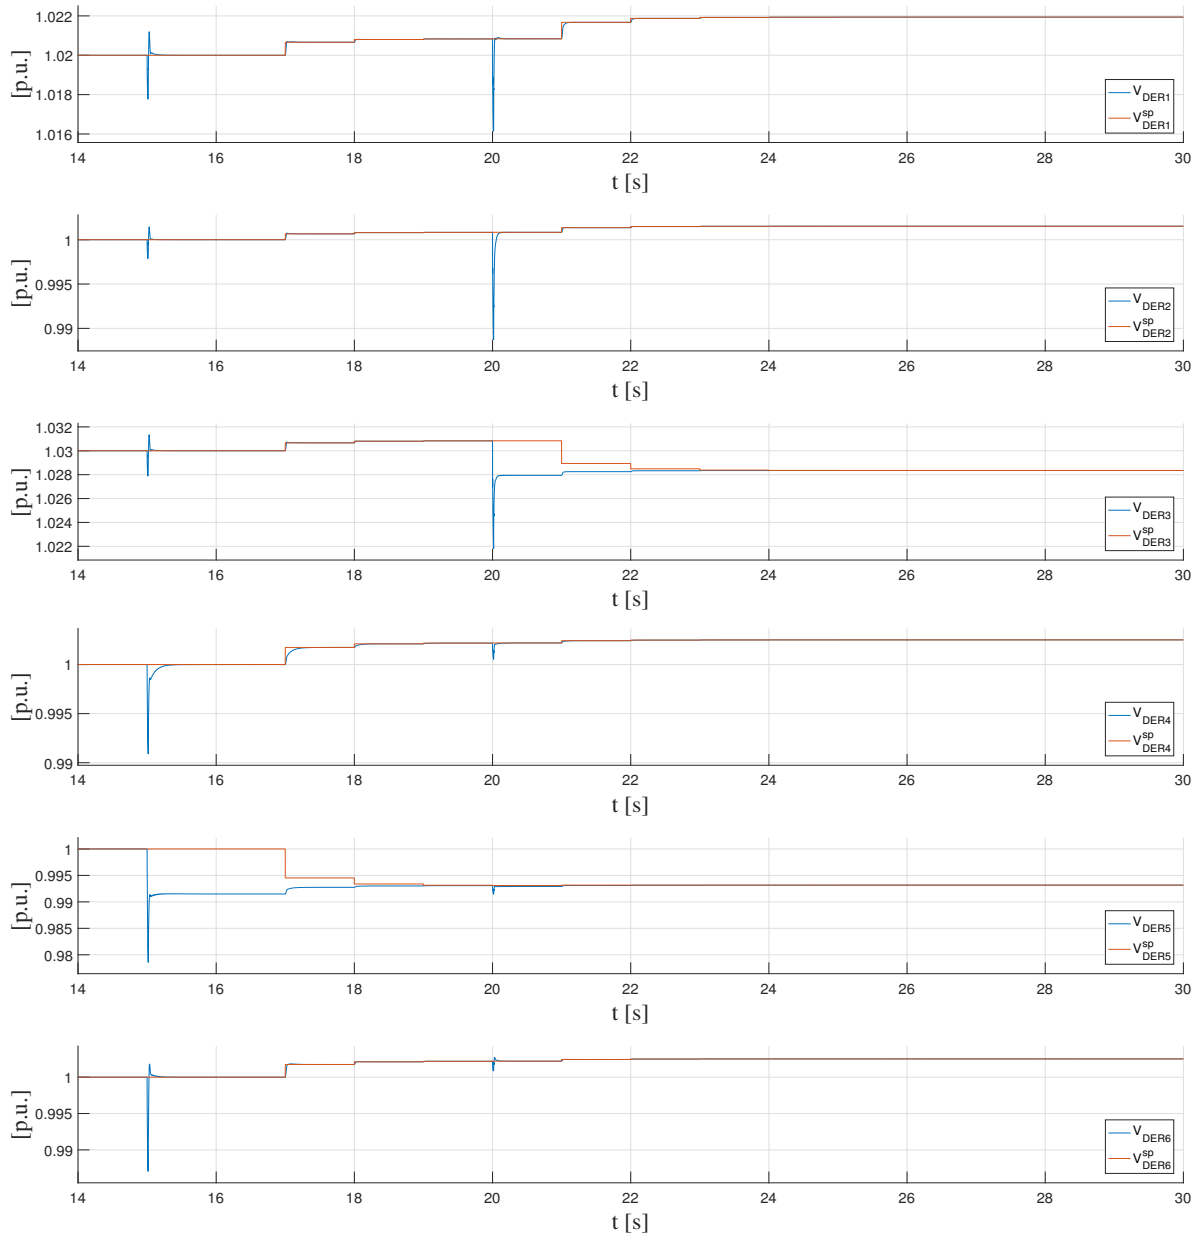 1.022
1.02
1.018
1.016
[p.u.]
V_DER1
V^sp_DER1
14 16 18 20 22 24 26 28 30
t [s]
1
0.995
0.99
[p.u.]
V_DER2
V^sp_DER2
14 16 18 20 22 24 26 28 30
t [s]
1.032
1.03
1.028
1.026
1.024
1.022
[p.u.]
V_DER3
V^sp_DER3
14 16 18 20 22 24 26 28 30
t [s]
1
0.995
0.99
[p.u.]
V_DER4
V^sp_DER4
14 16 18 20 22 24 26 28 30
t [s]
1
0.995
0.99
0.985
0.98
[p.u.]
V_DER5
V^sp_DER5
14 16 18 20 22 24 26 28 30
t [s]
1
0.995
0.99
[p.u.]
V_DER6
V^sp_DER6
14 16 18 20 22 24 26 28 30
t [s]